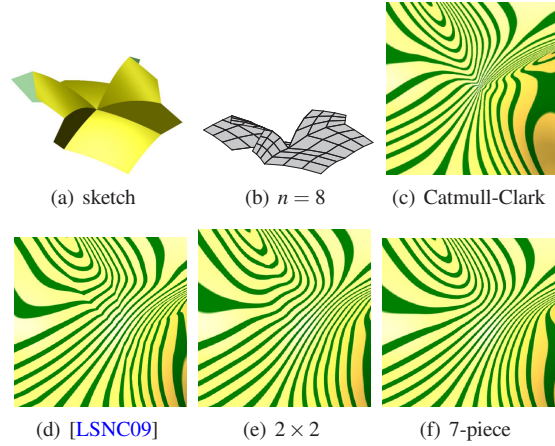 (a) sketch
(b) n = 8
(c) Catmull-Clark
(d) [LSNC09]
(e) 2 × 2
(f) 7-piece